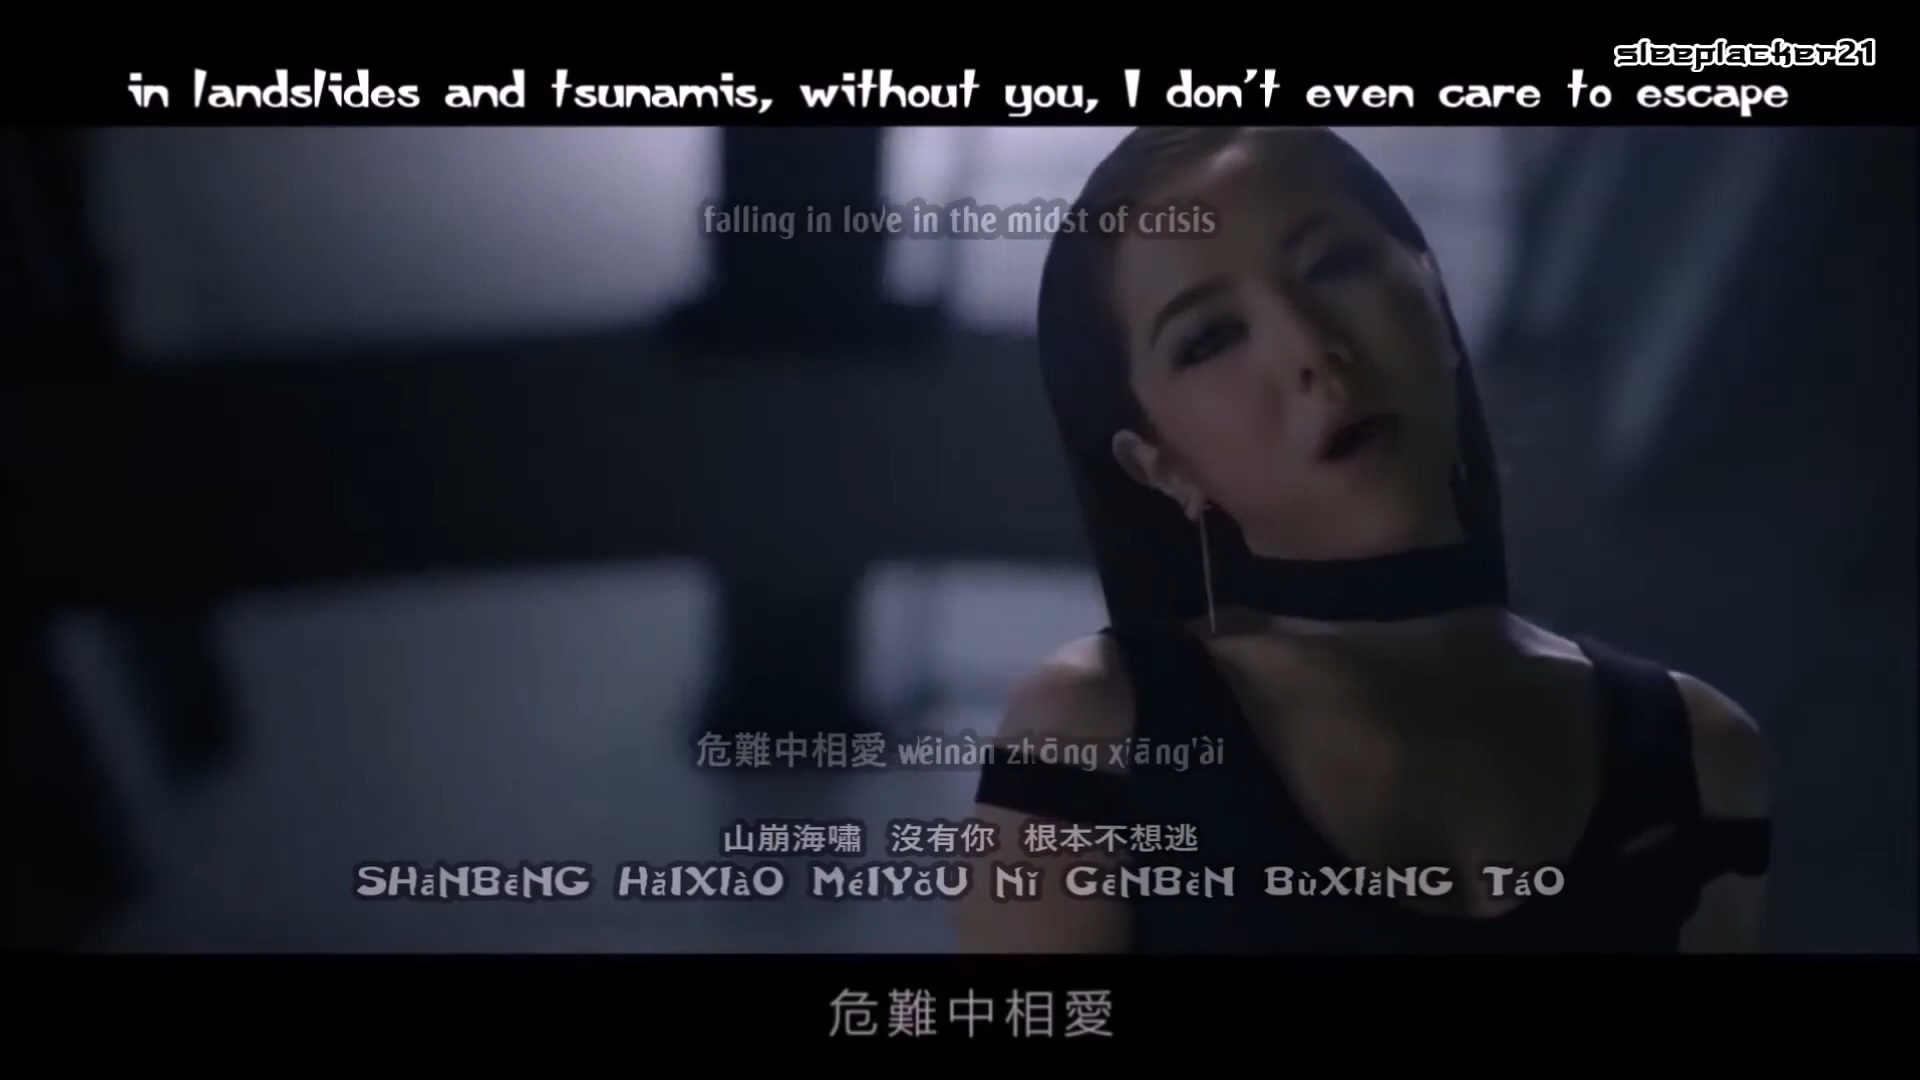 sleeplacker21
in landslides and tsunamis, without you, I don't even care to escape
falling in love in the midst of crisis
危難中相愛 wéinàn zhōng xiāng'ài
山崩海嘯 沒有你 根本不想逃
SHāNBēNG HǎIXIàO MéIYǒU Nǐ GēNBěN BùXIǎNG TáO
危難中相愛